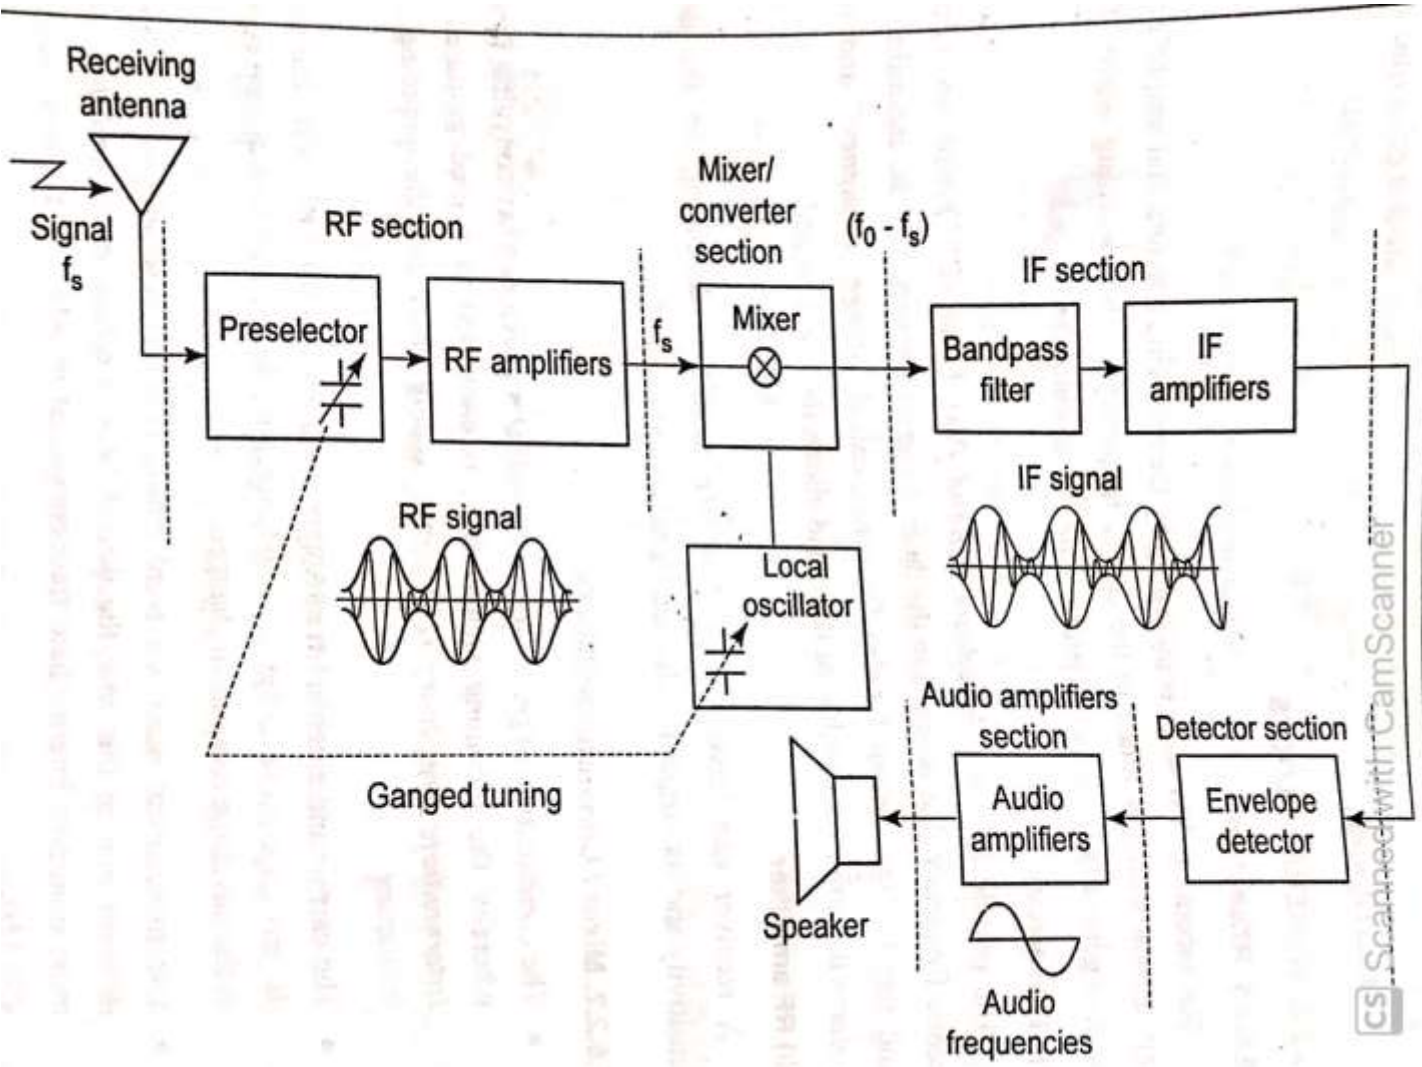 Receiving
antenna
Signal
fs
RF section
Preselector
RF amplifiers
fs
Mixer/
converter
section
Mixer
(f0 - fs)
IF section
Bandpass
filter
IF
amplifiers
RF signal
IF signal
Local
oscillator
Ganged tuning
Audio amplifiers
section
Detector section
Audio
amplifiers
Envelope
detector
Speaker
Audio
frequencies
CS Scanned with CamScanner